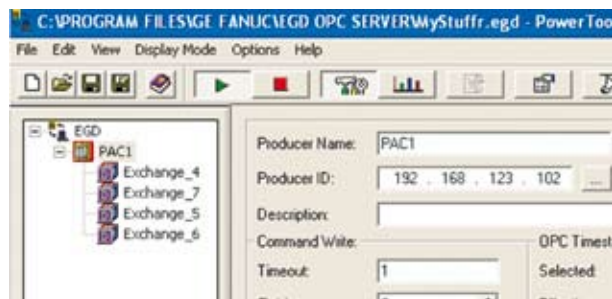 C:\PROGRAM FILES\GE FANUC\EGD OPC SERVER\MyStuffr.egd - PowerToo
File Edit View Display Mode Options Help
EGD
PAC1
Exchange_4
Exchange_7
Exchange_5
Exchange_6
Producer Name: PAC1
Producer ID: 192 . 168 . 123 . 102 ...
Description:
Command Write: OPC Timest
Timeout: 1 Selected: